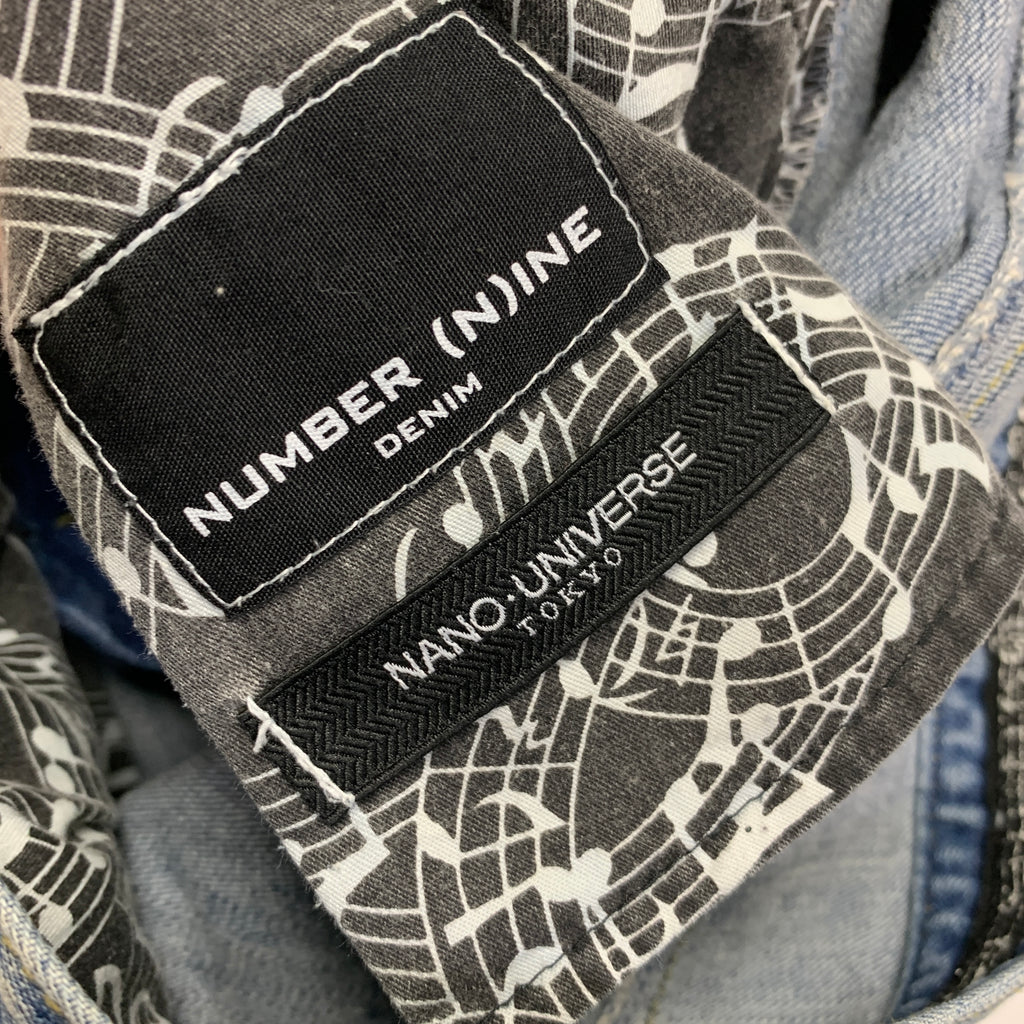 NUMBER (N)INE
DENIM
NANO·UNIVERSE
TOKYO